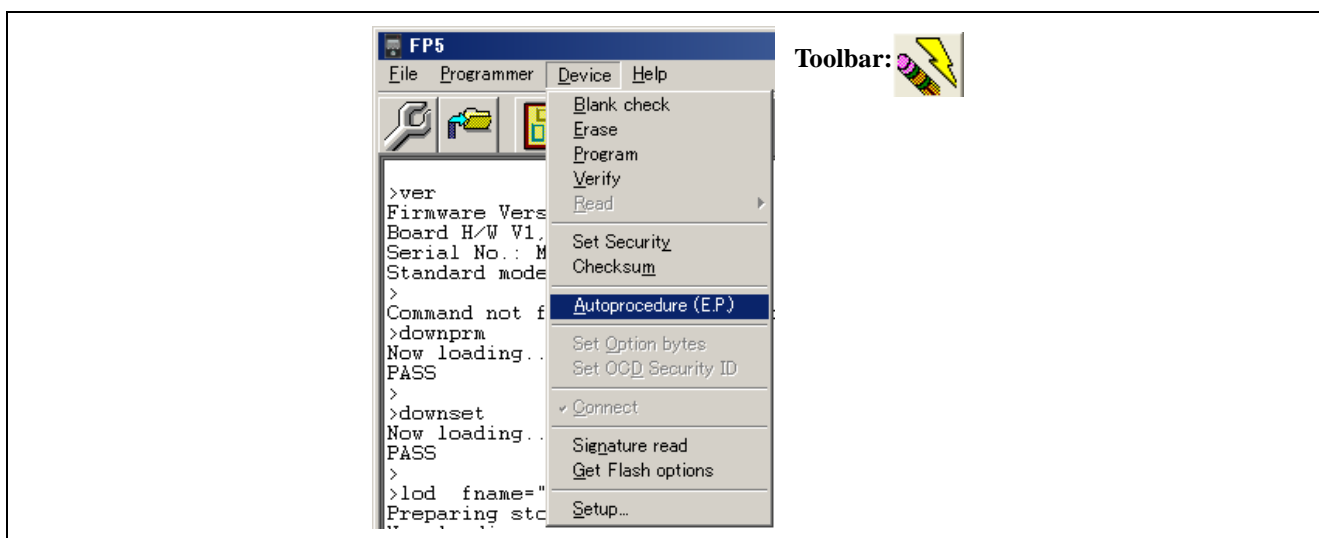 FP5
Toolbar:
File Programmer Device Help
Blank check
Erase
Program
Verify
Read
Set Security
Checksum
Autoprocedure (E.P.)
Set Option bytes
Set OCD Security ID
Connect
Signature read
Get Flash options
Setup...
>ver
Firmware Vers
Board H/W V1,
Serial No.: M
Standard mode
>
Command not f
>downprm
Now loading..
PASS
>
>downset
Now loading..
PASS
>
>lod fname="
Preparing sto